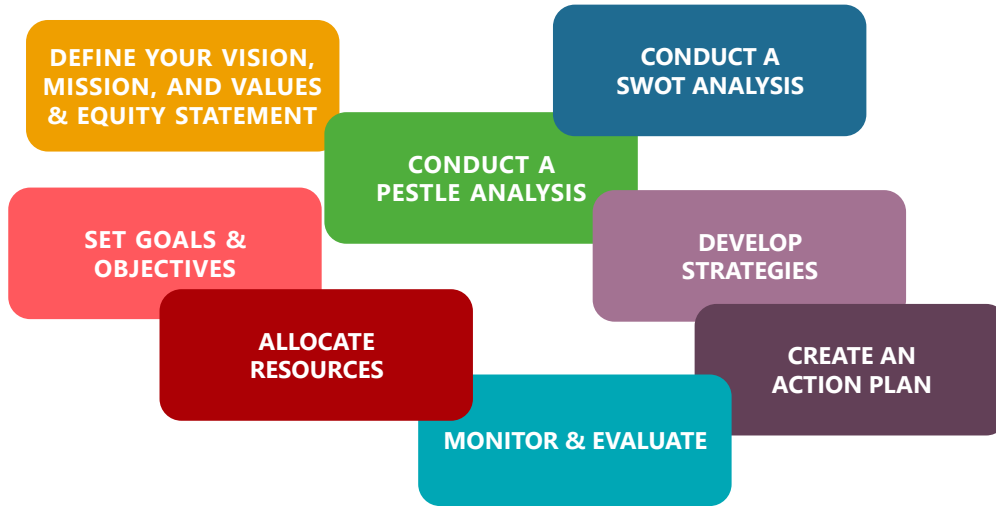 DEFINE YOUR VISION,
MISSION, AND VALUES
& EQUITY STATEMENT
CONDUCT A
SWOT ANALYSIS
CONDUCT A
PESTLE ANALYSIS
SET GOALS &
OBJECTIVES
DEVELOP
STRATEGIES
ALLOCATE
RESOURCES
CREATE AN
ACTION PLAN
MONITOR & EVALUATE